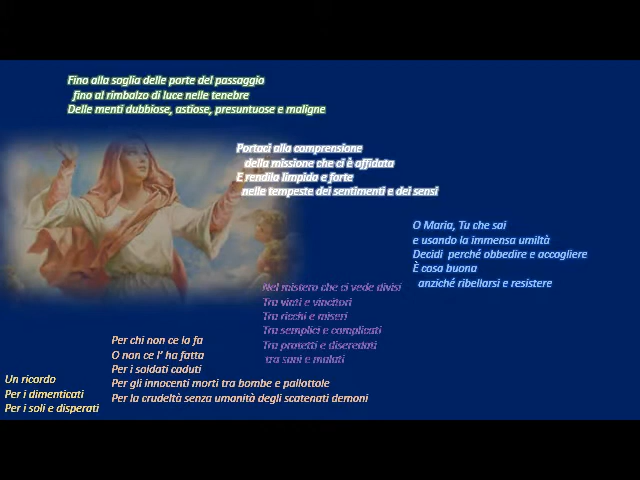 Fino alla soglia delle parte del passaggio
fino al rimbalzo di luce nelle tenebre
Delle menti dubbiose, astiose, presuntuose e maligne
Portaci alla comprensione
della missione che ci è affidata
E rendila limpida e forte
nelle tempeste dei sentimenti e dei sensi
O Maria, Tu che sai
e usando la immensa umiltà
Decidi perché obbedire e accogliere
È cosa buona
anziché ribellarsi e resistere
Nel mistero che ci vede divisi
Tra vinti e vincitori
Tra ricchi e miseri
Tra semplici e complicati
Tra protetti e diseredati
tra sani e malati
Per chi non ce la fa
O non ce l' ha fatta
Per i soldati caduti
Per gli innocenti morti tra bombe e pallottole
Per la crudeltà senza umanità degli scatenati demoni
Un ricordo
Per i dimenticati
Per i soli e disperati